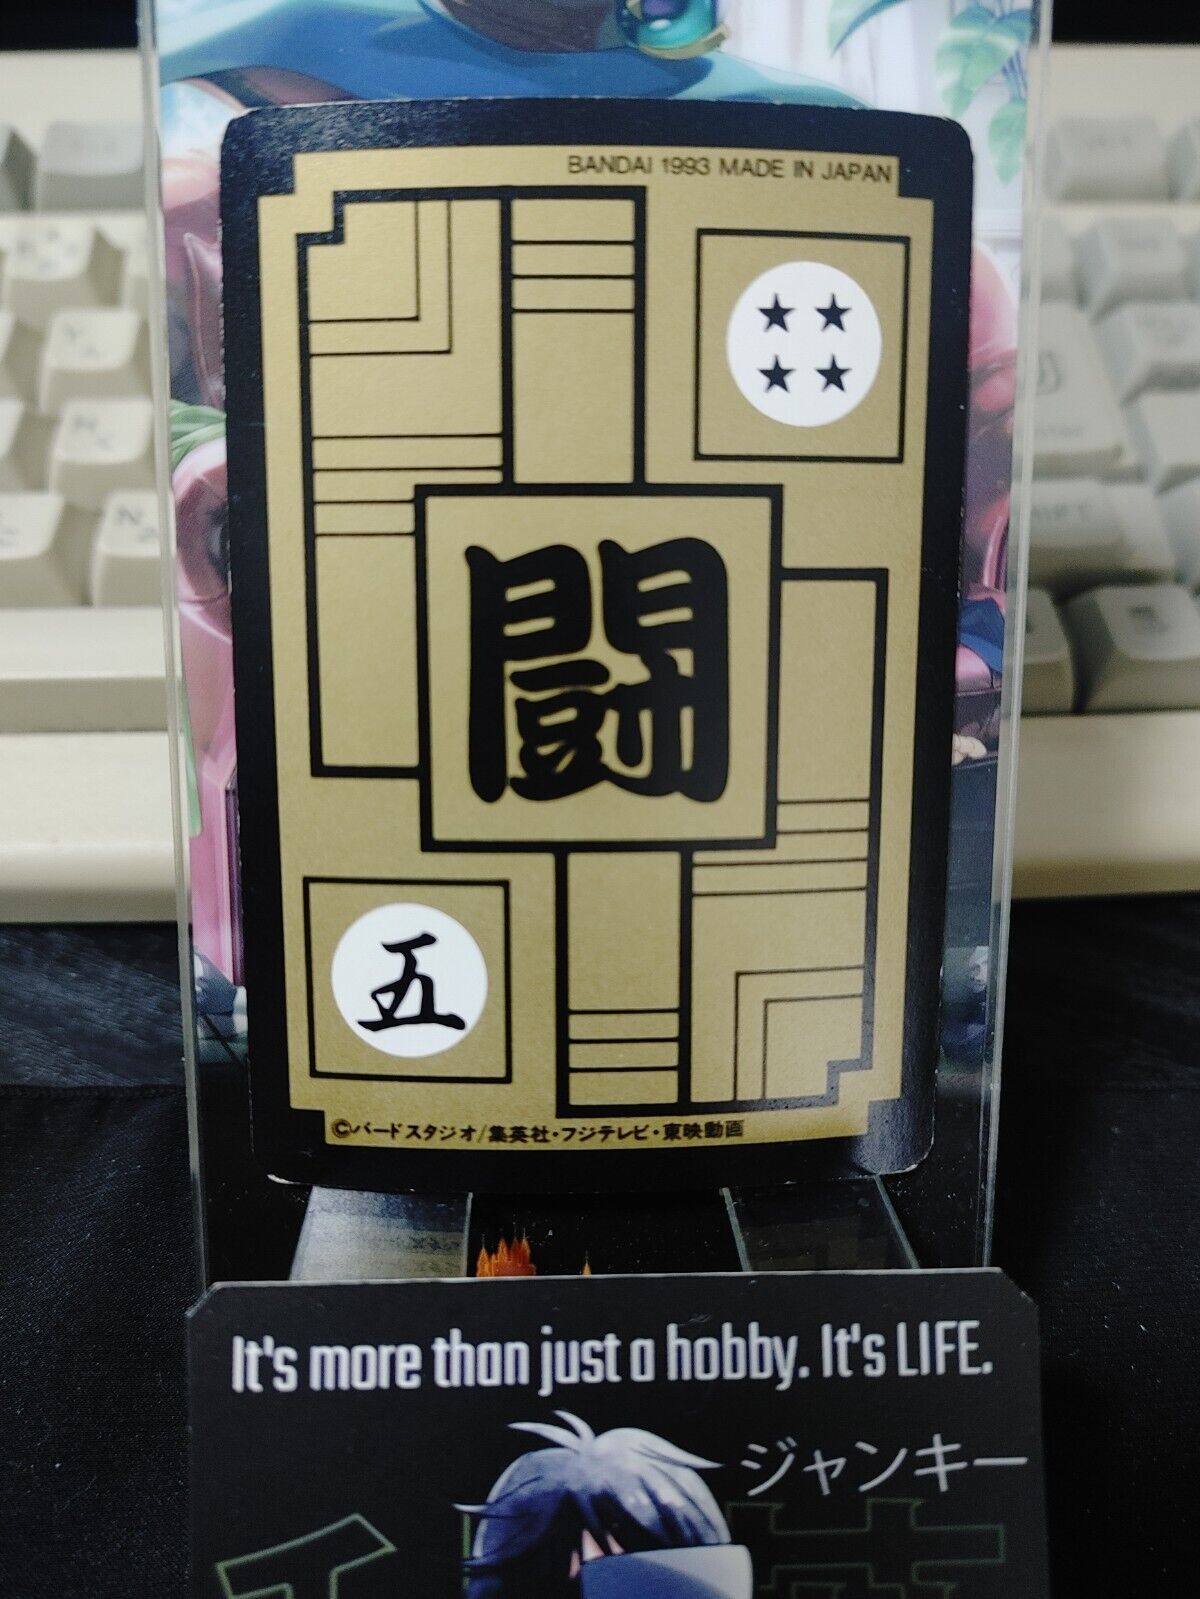 BANDAI 1993 MADE IN JAPAN
闘
五
©バードスタジオ/集英社・フジテレビ・東映動画
It's more than just a hobby. It's LIFE.
ジャンキー